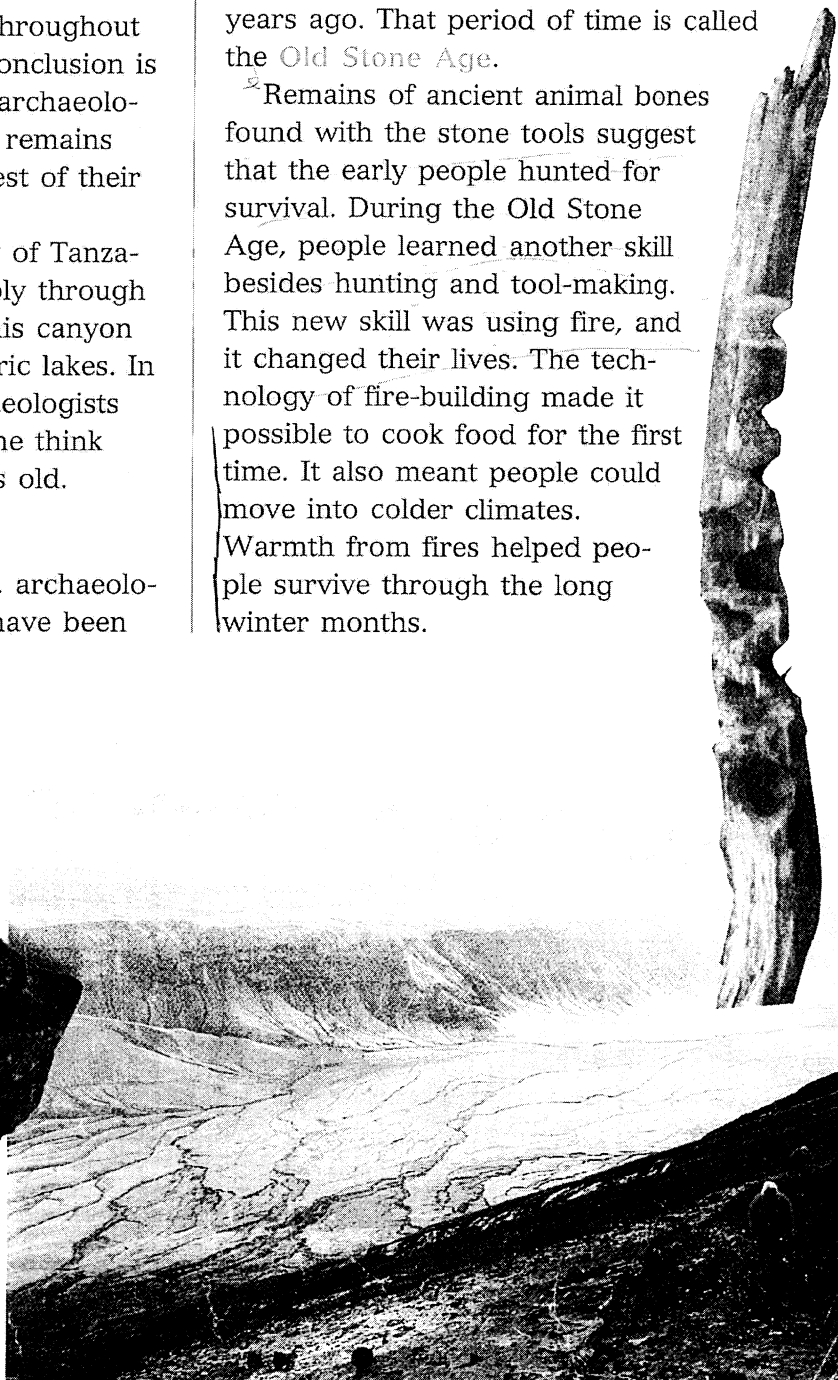 hroughout
onclusion is
archaeolo-
remains
est of their
of Tanza-
ly through
is canyon
ric lakes. In
eologists
ne think
s old.
archaeolo-
have been
years ago. That period of time is called
the Old Stone Age.
Remains of ancient animal bones
found with the stone tools suggest
that the early people hunted for
survival. During the Old Stone
Age, people learned another skill
besides hunting and tool-making.
This new skill was using fire, and
it changed their lives. The tech-
nology of fire-building made it
possible to cook food for the first
time. It also meant people could
move into colder climates.
Warmth from fires helped peo-
ple survive through the long
winter months.